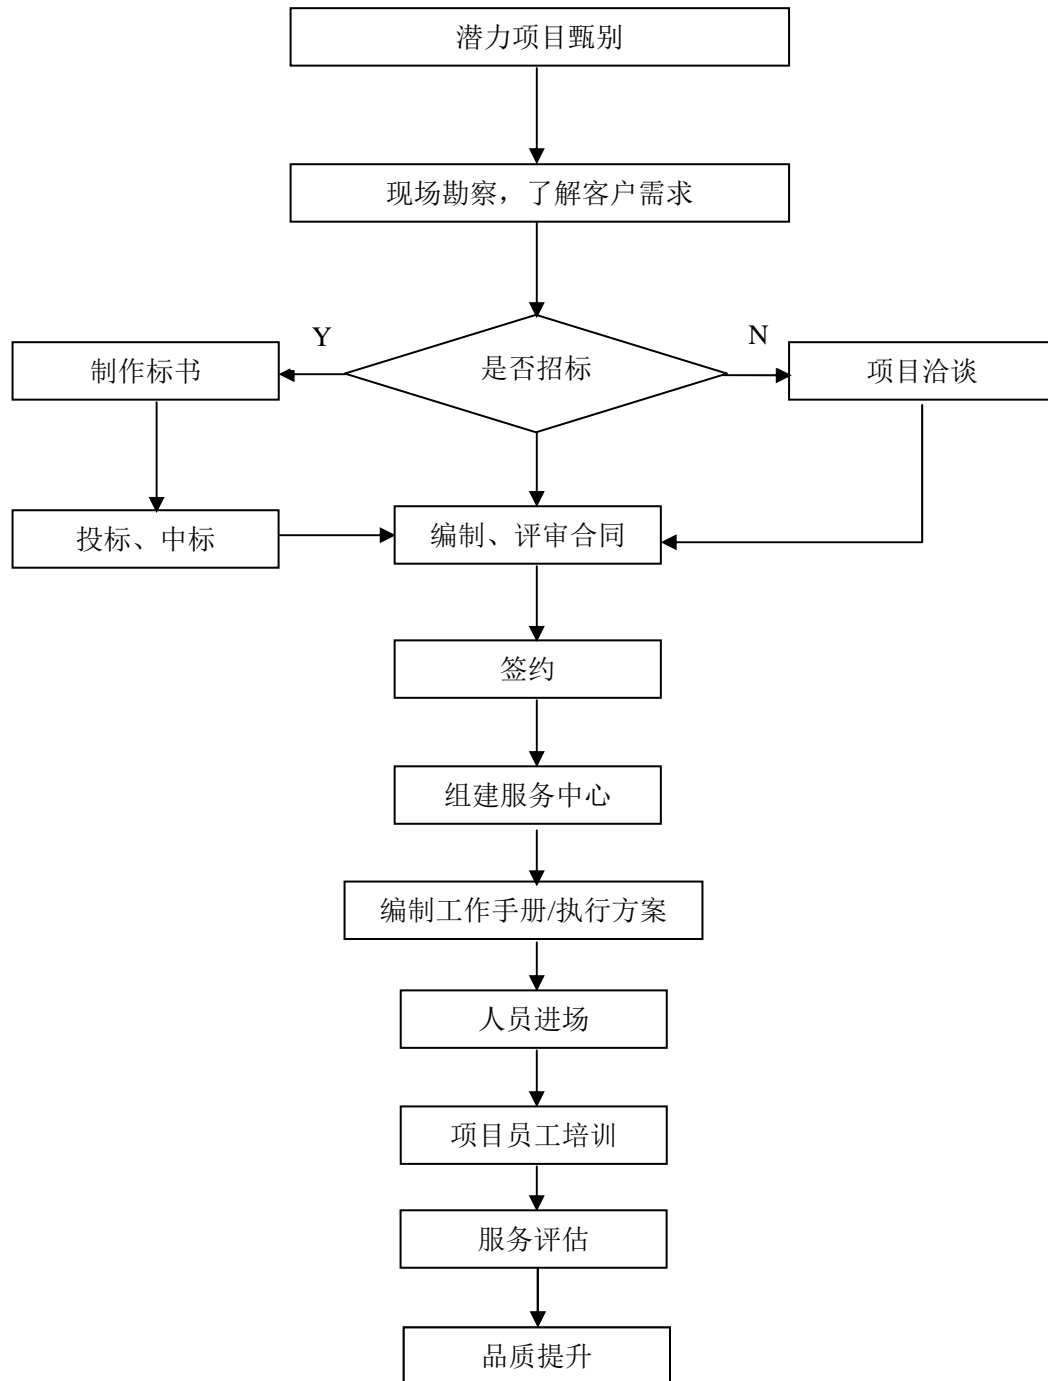 潜力项目甄别
现场勘察，了解客户需求
Y
N
制作标书
是否招标
项目洽谈
投标、中标
编制、评审合同
签约
组建服务中心
编制工作手册/执行方案
人员进场
项目员工培训
服务评估
品质提升